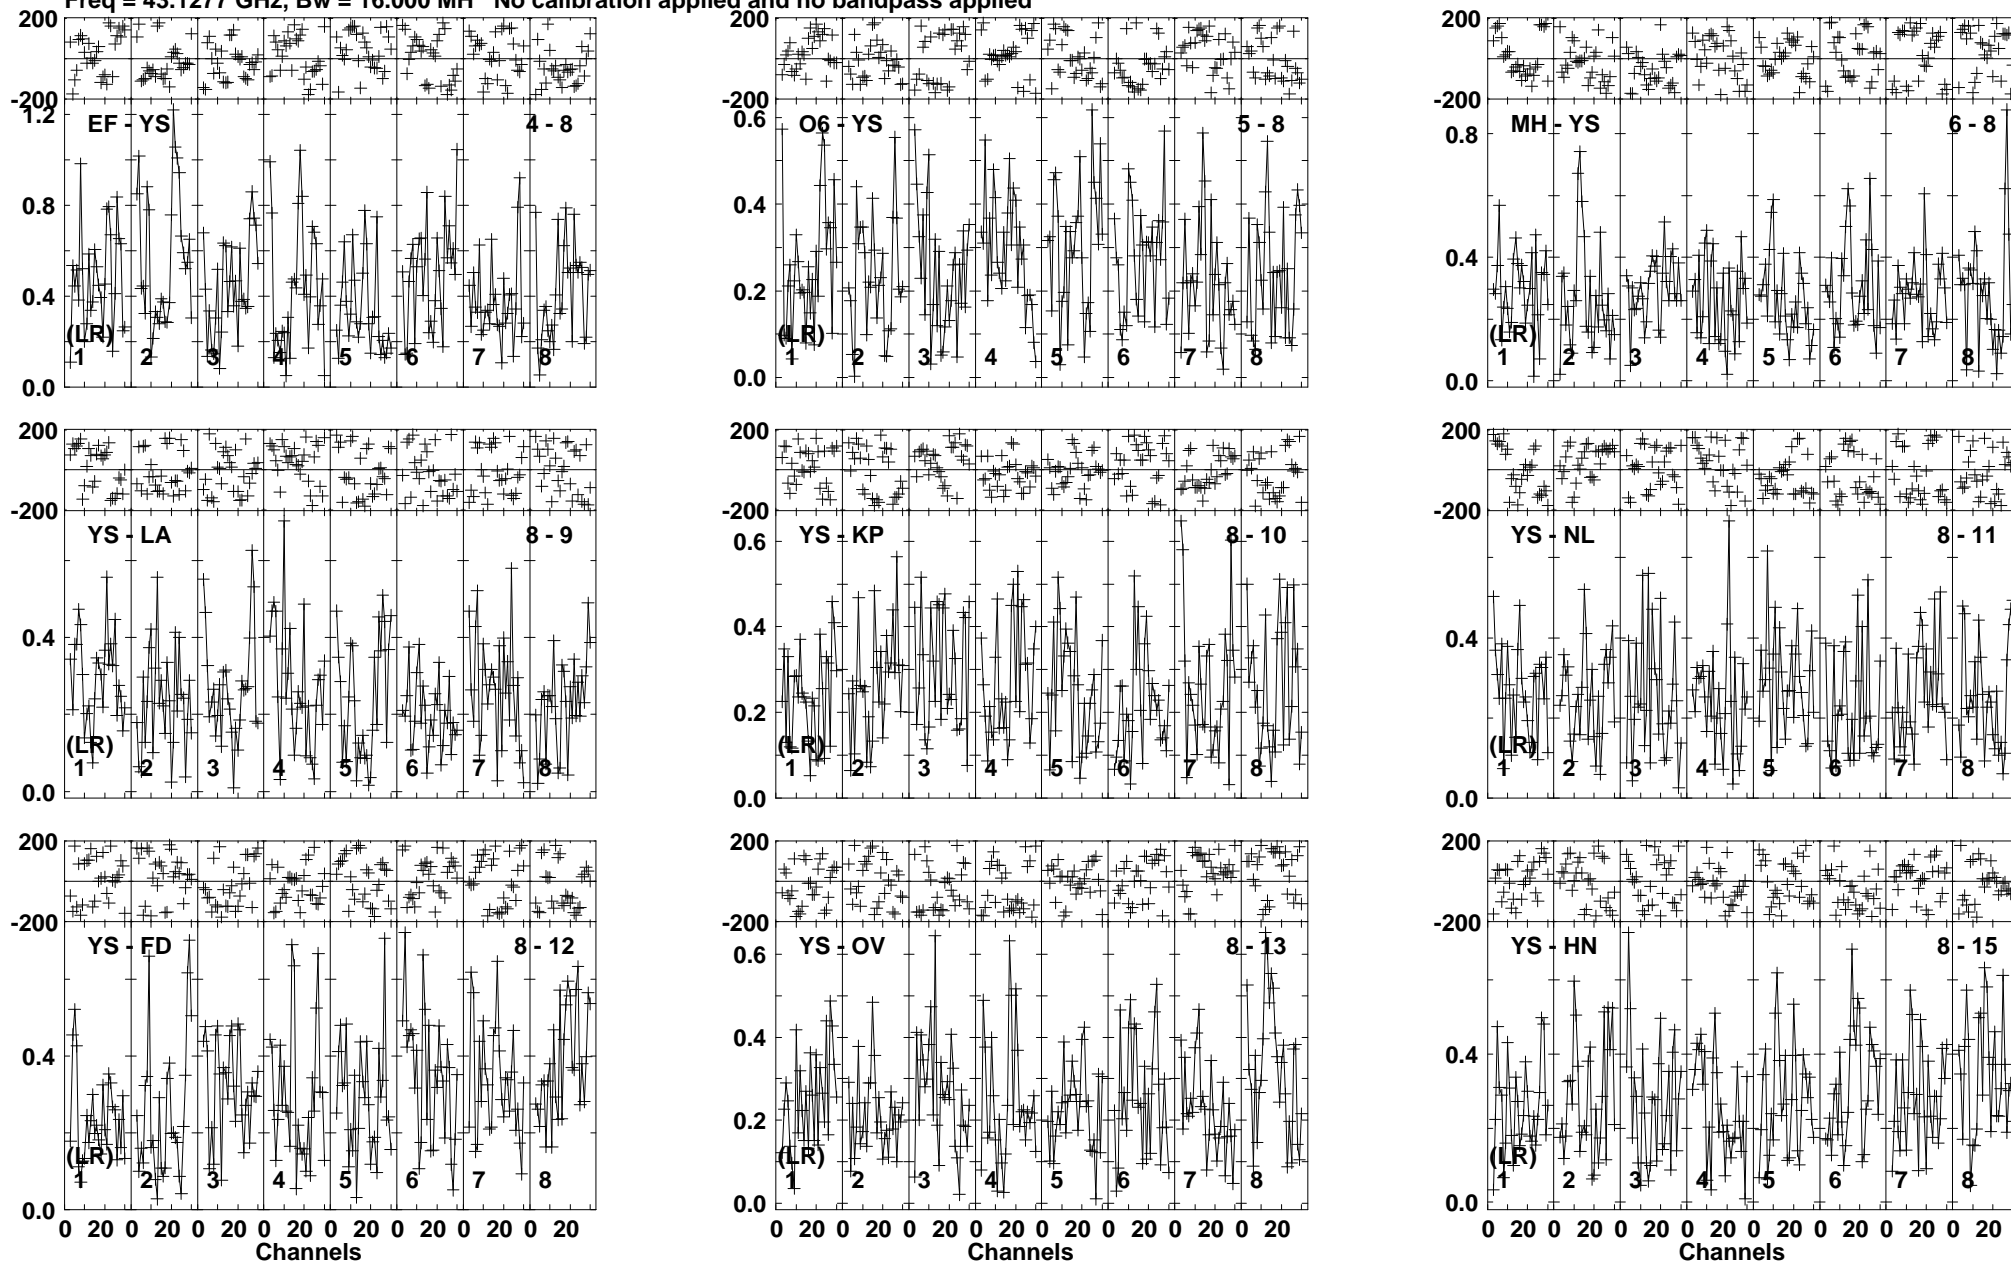 Freq = 43.1277 GHz, Bw = 16.000 MH No calibration applied and no bandpass applied
200 200 200
-200 -200 -200
EF - YS 4 - 8 O6 - YS 5 - 8 MH - YS 6 - 8
1.2 0.6 0.8
0.8 0.4 0.4
0.4 0.2
(LR) (LR) (LR)
1 2 3 4 5 6 7 8 1 2 3 4 5 6 7 8 1 2 3 4 5 6 7 8
0.0 0.0 0.0
200 200 200
-200 -200 -200
YS - LA 8 - 9 YS - KP 8 - 10 YS - NL 8 - 11
0.4 0.6 0.4
0.4
0.2
(LR) (LR) (LR)
1 2 3 4 5 6 7 8 1 2 3 4 5 6 7 8 1 2 3 4 5 6 7 8
0.0 0.0 0.0
200 200 200
-200 -200 -200
YS - FD 8 - 12 YS - OV 8 - 13 YS - HN 8 - 15
0.4 0.6 0.4
0.4
0.2
(LR) (LR) (LR)
1 2 3 4 5 6 7 8 1 2 3 4 5 6 7 8 1 2 3 4 5 6 7 8
0.0 0.0 0.0
0 20 0 20 0 20 0 20 0 20 0 20 0 20 0 20 0 20 0 20 0 20 0 20 0 20 0 20 0 20 0 20 0 20 0 20 0 20 0 20 0 20 0 20 0 20 0 20
Channels Channels